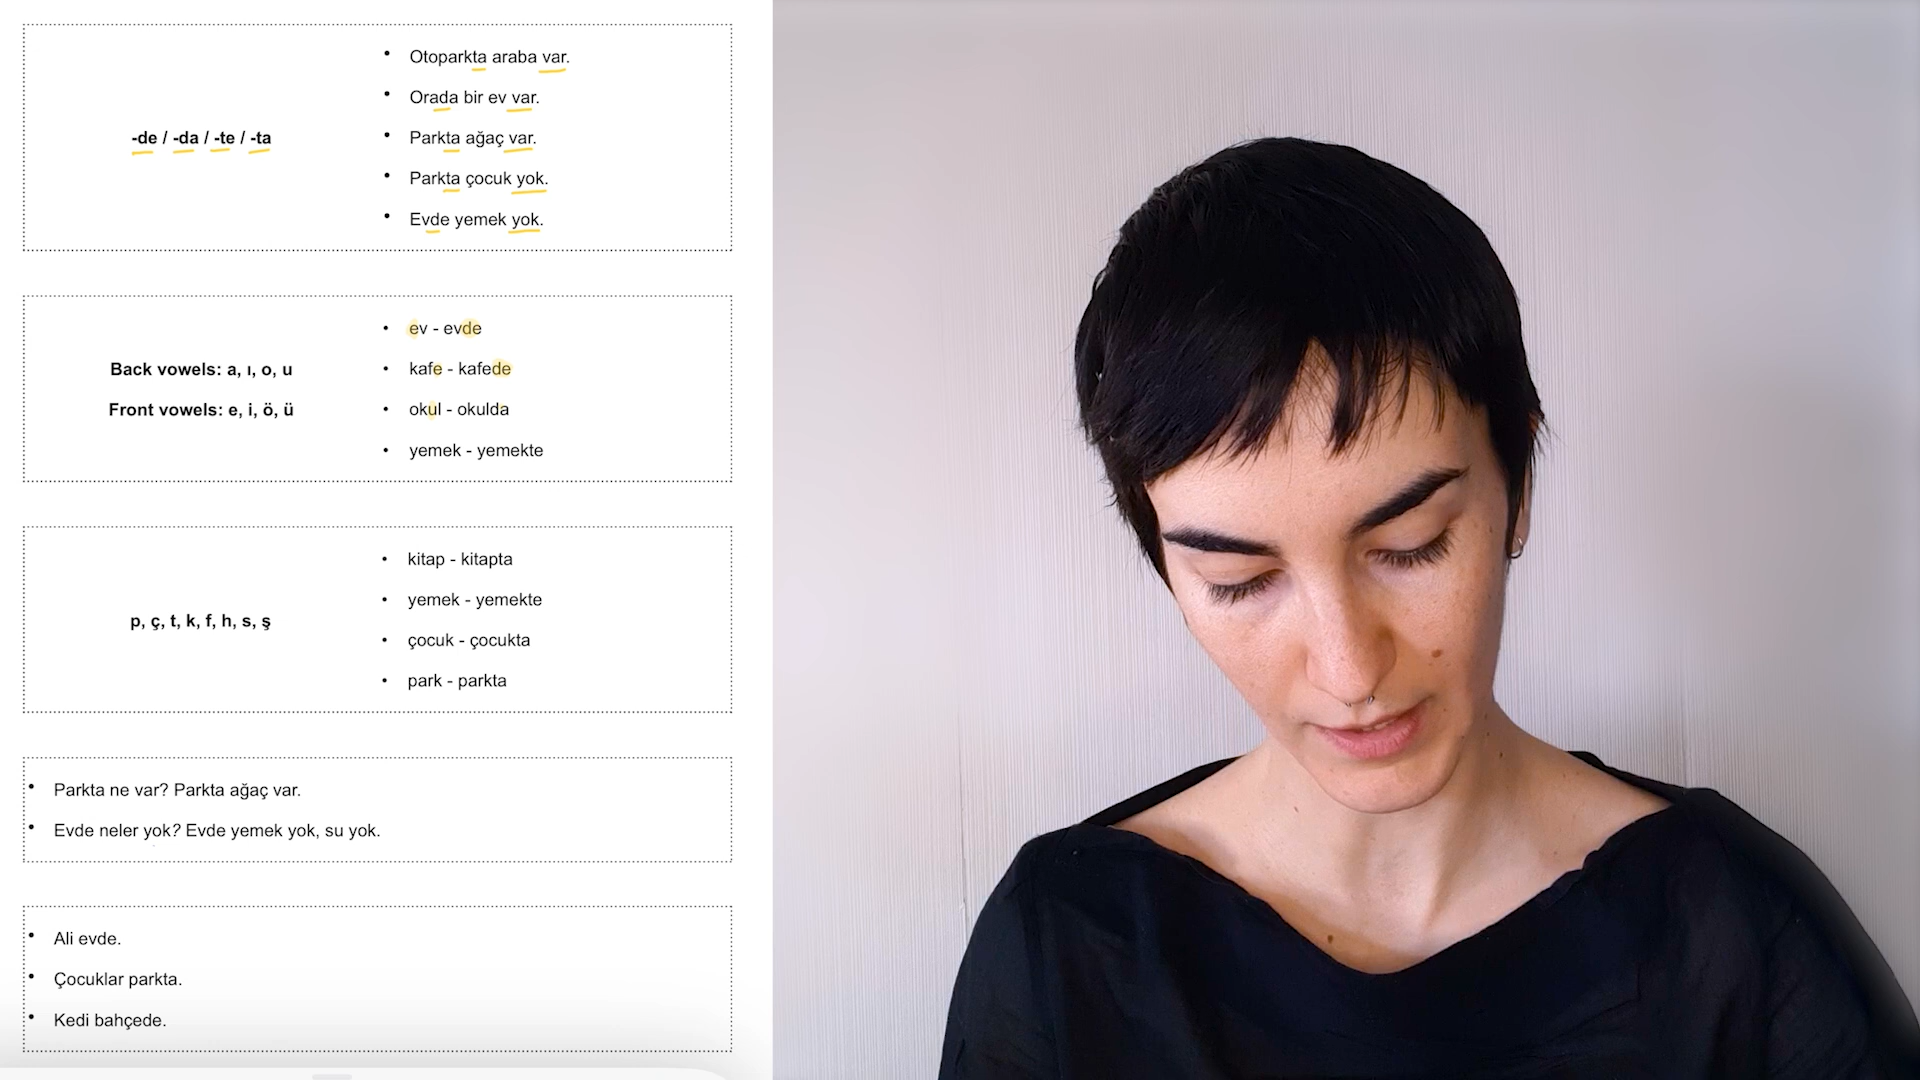 -de / -da / -te / -ta
• Otoparkta araba var.
• Orada bir ev var.
• Parkta ağaç var.
• Parkta çocuk yok.
• Evde yemek yok.
Back vowels: a, ı, o, u
Front vowels: e, i, ö, ü
• ev - evde
• kafe - kafede
• okul - okulda
• yemek - yemekte
p, ç, t, k, f, h, s, ş
• kitap - kitapta
• yemek - yemekte
• çocuk - çocukta
• park - parkta
• Parkta ne var? Parkta ağaç var.
• Evde neler yok? Evde yemek yok, su yok.
• Ali evde.
• Çocuklar parkta.
• Kedi bahçede.